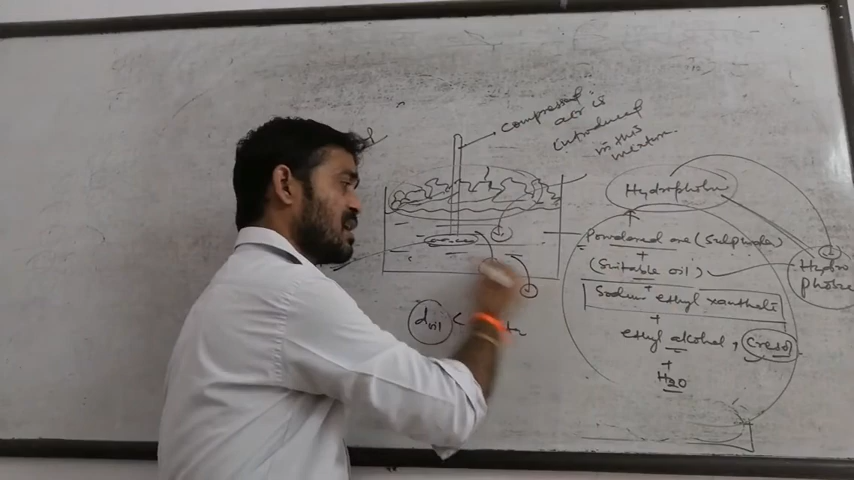 compressed
air is
introduced
in this
mixture.
Hydropholic
Powdered ore (Sulphide)
+
(Suitable oil)
+
Sodium ethyl xanthate
+
ethyl alcohol, Cresol
+
H2O
Hydro
phobic
doil <